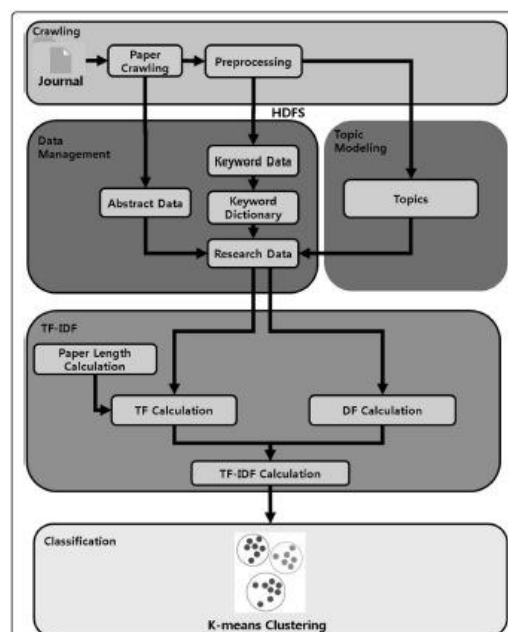 Crawling
Journal
Paper
Crawling
Preprocessing
HDFS
Data
Management
Keyword Data
Abstract Data
Keyword
Dictionary
Research Data
Topic
Modeling
Topics
TF-IDF
Paper Length
Calculation
TF Calculation
DF Calculation
TF-IDF Calculation
Classification
K-means Clustering